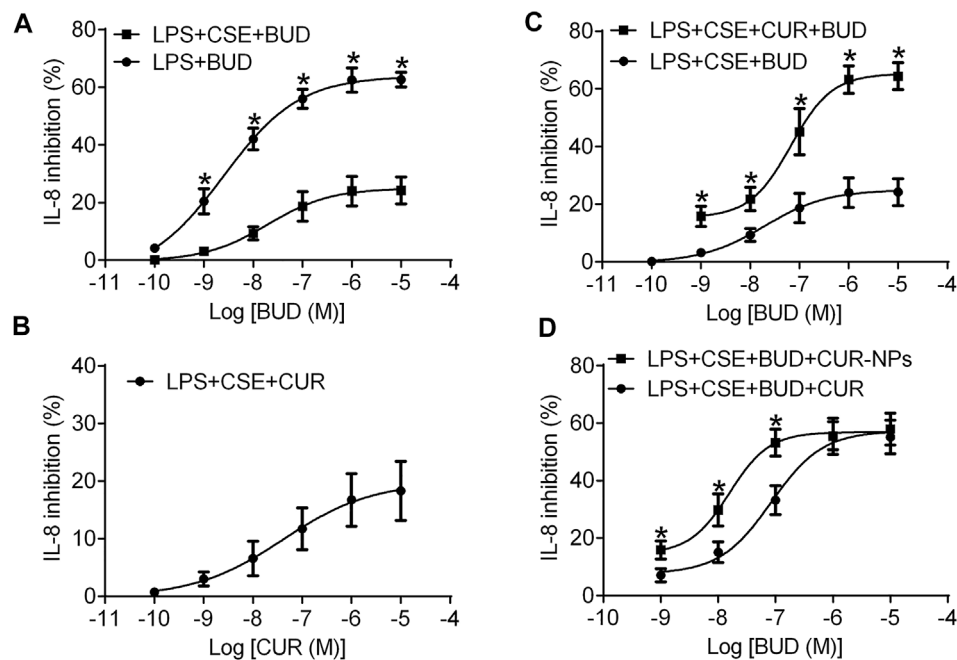 A
LPS+CSE+BUD
LPS+BUD
IL-8 inhibition (%)
80
60
40
20
0
* * * * *
-11 -10 -9 -8 -7 -6 -5 -4
Log [BUD (M)]
B
LPS+CSE+CUR
IL-8 inhibition (%)
40
30
20
10
0
-11 -10 -9 -8 -7 -6 -5 -4
Log [CUR (M)]
C
LPS+CSE+CUR+BUD
LPS+CSE+BUD
IL-8 inhibition (%)
80
60
40
20
0
* * * * *
-11 -10 -9 -8 -7 -6 -5 -4
Log [BUD (M)]
D
LPS+CSE+BUD+CUR-NPs
LPS+CSE+BUD+CUR
IL-8 inhibition (%)
80
60
40
20
0
* * *
-10 -9 -8 -7 -6 -5 -4
Log [BUD (M)]